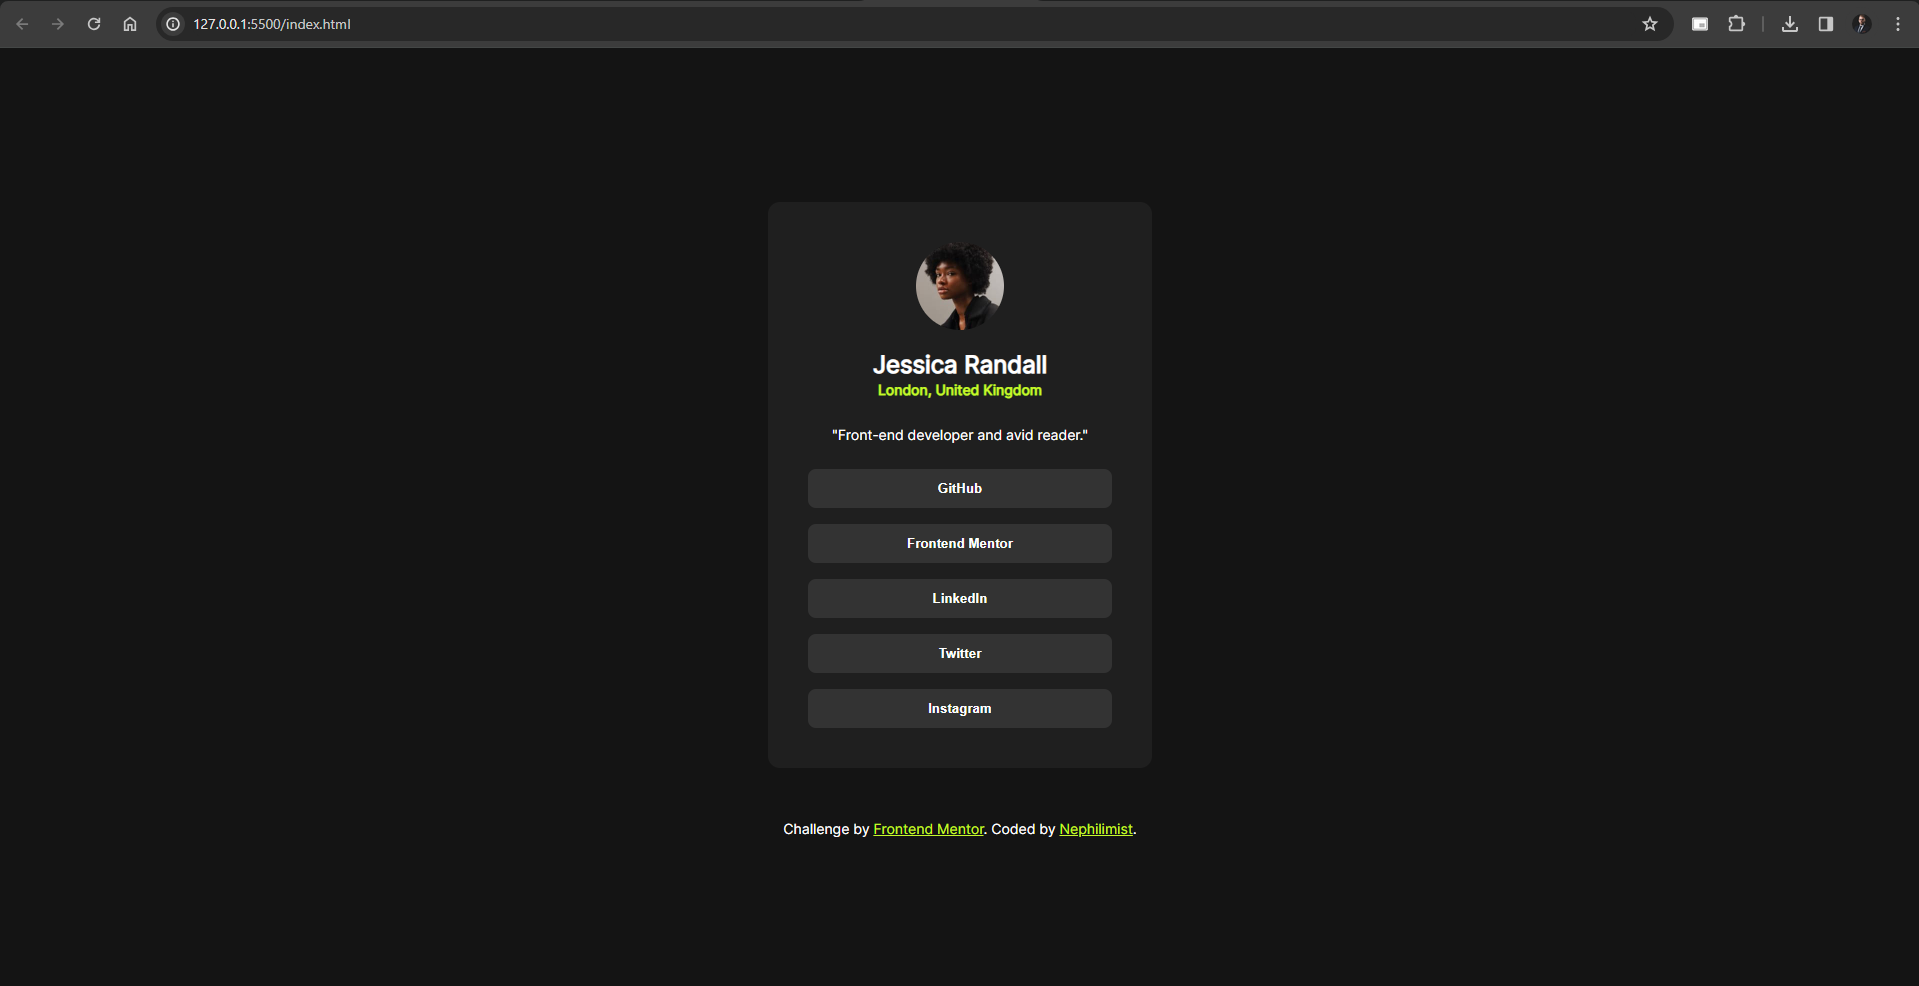 127.0.0.1:5500/index.html
Jessica Randall
London, United Kingdom
"Front-end developer and avid reader."
GitHub
Frontend Mentor
LinkedIn
Twitter
Instagram
Challenge by Frontend Mentor. Coded by Nephilimist.